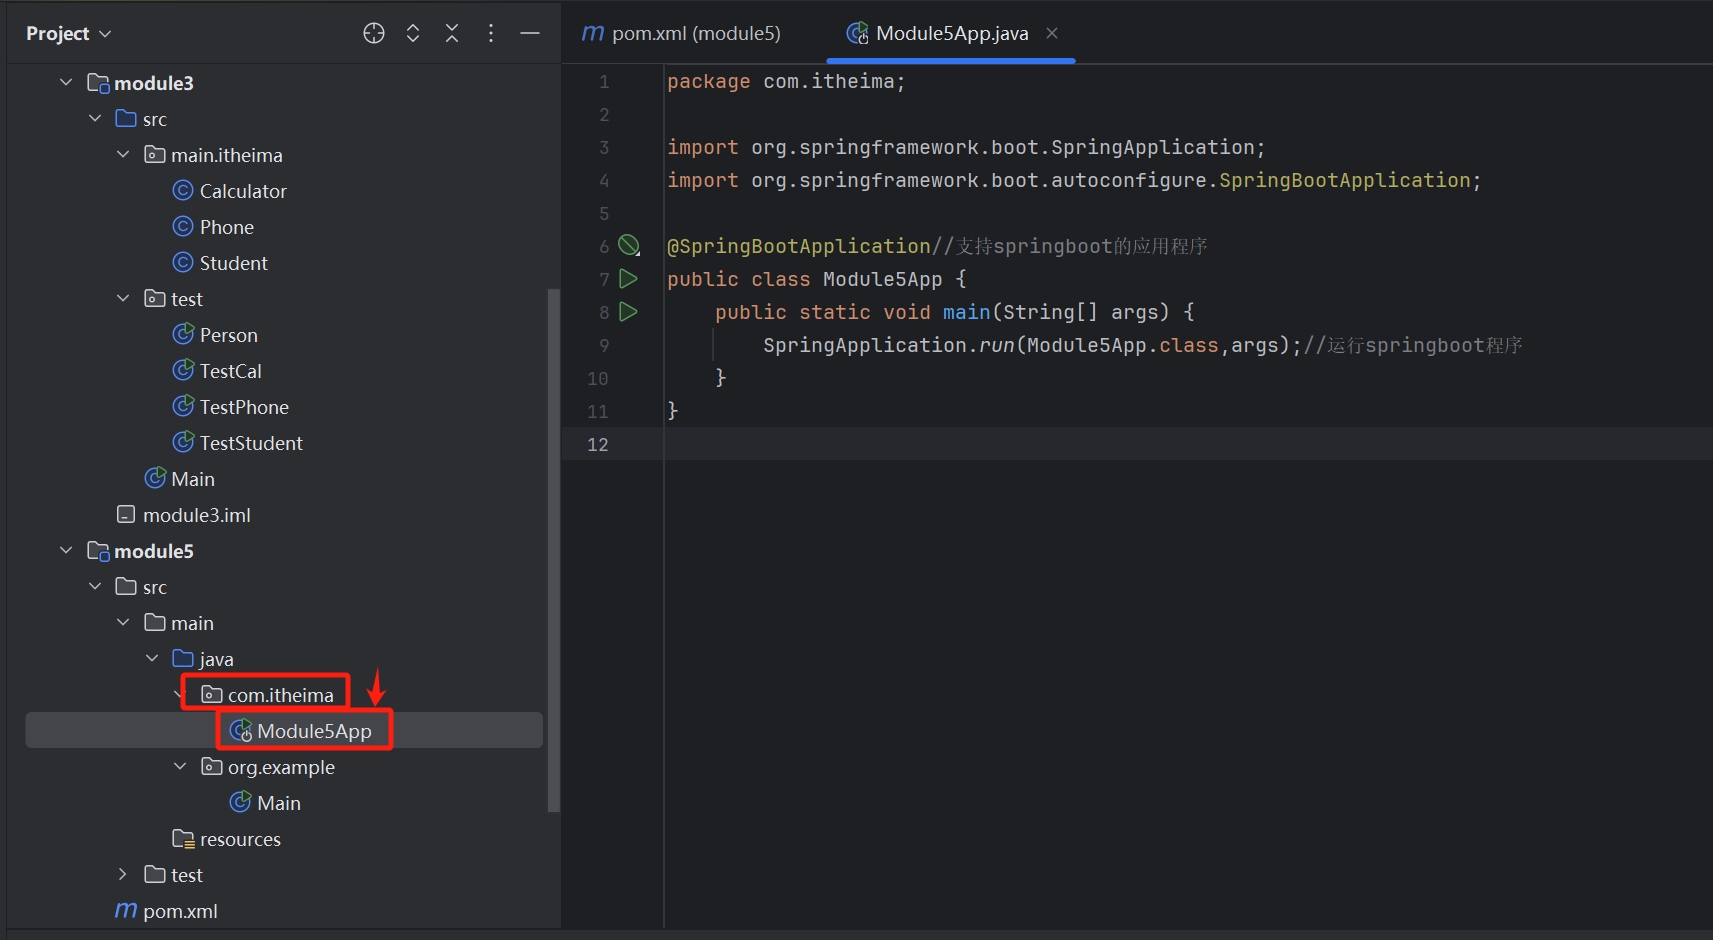 Project
module3
src
main.itheima
Calculator
Phone
Student
test
Person
TestCal
TestPhone
TestStudent
Main
module3.iml
module5
src
main
java
com.itheima
Module5App
org.example
Main
resources
test
m pom.xml
m pom.xml (module5)
Module5App.java
1 package com.itheima;
2
3 import org.springframework.boot.SpringApplication;
4 import org.springframework.boot.autoconfigure.SpringBootApplication;
5
6 @SpringBootApplication//支持springboot的应用程序
7 public class Module5App {
8 public static void main(String[] args) {
9 SpringApplication.run(Module5App.class,args);//运行springboot程序
10 }
11 }
12